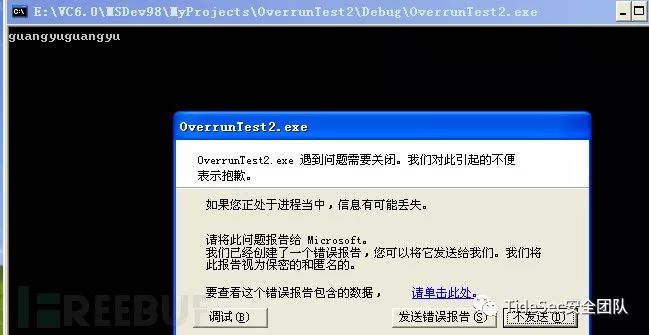 E:\VC6.0\MSDev98\MyProjects\OverrunTest2\Debug\OverrunTest2.exe
guangyuguangyu
OverrunTest2.exe
OverrunTest2.exe 遇到问题需要关闭。我们对此引起的不便
表示抱歉。
如果您正处于进程当中，信息有可能丢失。
请将此问题报告给 Microsoft。
我们已经创建了一个错误报告，您可以将它发送给我们。我们将
此报告视为保密的和匿名的。
要查看这个错误报告包含的数据， 请单击此处。
调试(B) 发送错误报告(S) 不发送(D)
REEBUF
TideSec安全团队